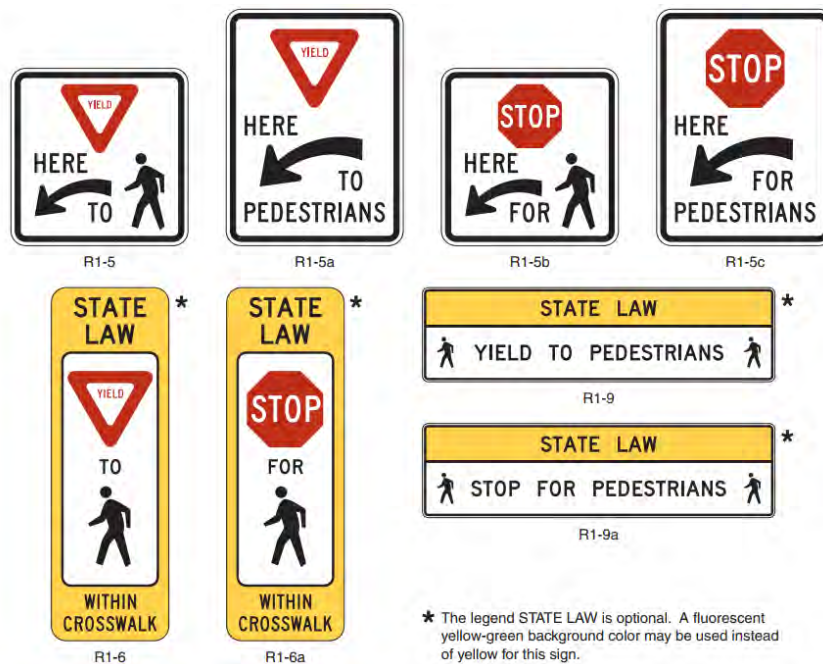 YIELD
HERE
TO
R1-5
YIELD
HERE
TO
PEDESTRIANS
R1-5a
STOP
HERE
FOR
R1-5b
STOP
HERE
FOR
PEDESTRIANS
R1-5c
STATE
LAW
*
YIELD
TO
WITHIN
CROSSWALK
R1-6
STATE
LAW
*
STOP
FOR
WITHIN
CROSSWALK
R1-6a
STATE LAW
*
YIELD TO PEDESTRIANS
R1-9
STATE LAW
*
STOP FOR PEDESTRIANS
R1-9a
* The legend STATE LAW is optional. A fluorescent
yellow-green background color may be used instead
of yellow for this sign.